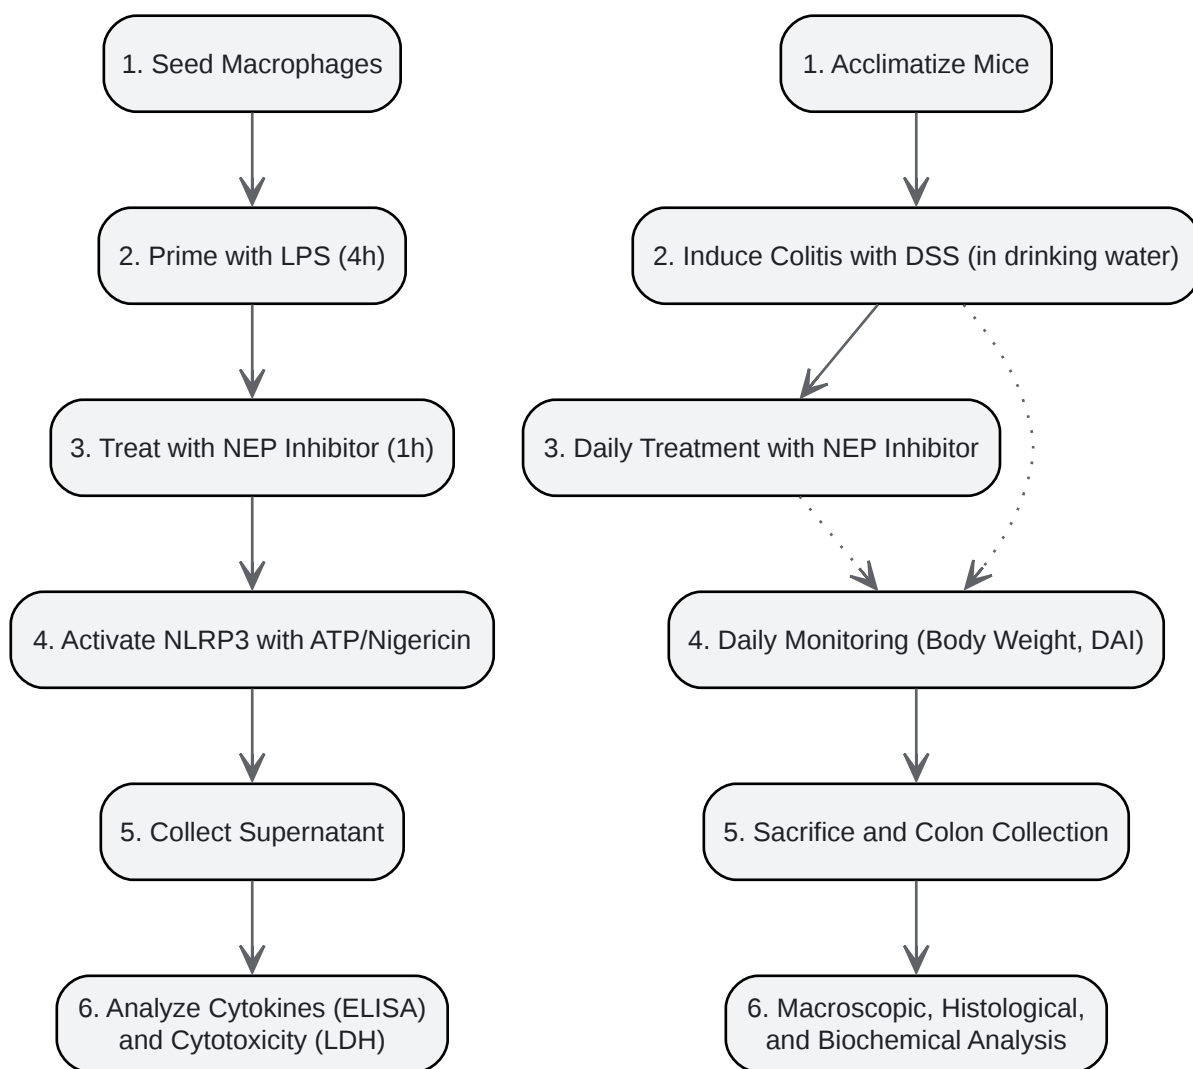 1. Seed Macrophages
2. Prime with LPS (4h)
3. Treat with NEP Inhibitor (1h)
4. Activate NLRP3 with ATP/Nigericin
5. Collect Supernatant
6. Analyze Cytokines (ELISA)
and Cytotoxicity (LDH)
1. Acclimatize Mice
2. Induce Colitis with DSS (in drinking water)
3. Daily Treatment with NEP Inhibitor
4. Daily Monitoring (Body Weight, DAI)
5. Sacrifice and Colon Collection
6. Macroscopic, Histological,
and Biochemical Analysis